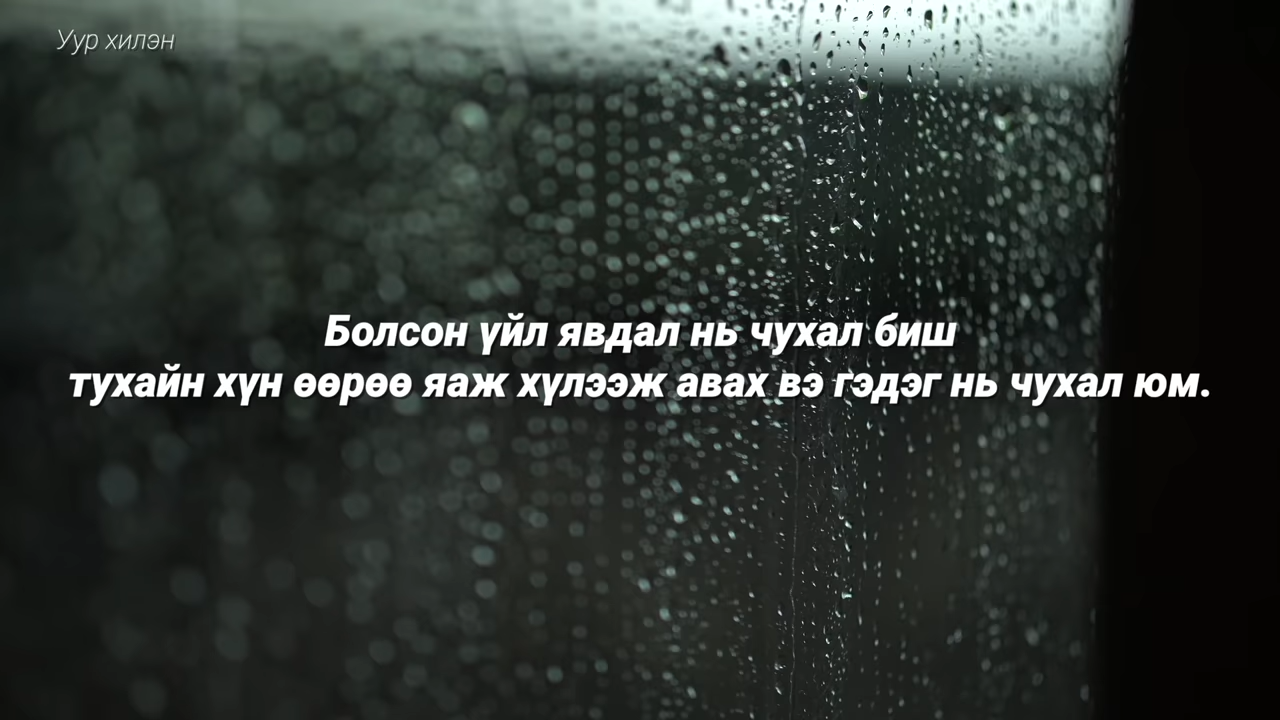 Уур хилэн
Болсон үйл явдал нь чухал биш
тухайн хүн өөрөө яаж хүлээж авах вэ гэдэг нь чухал юм.